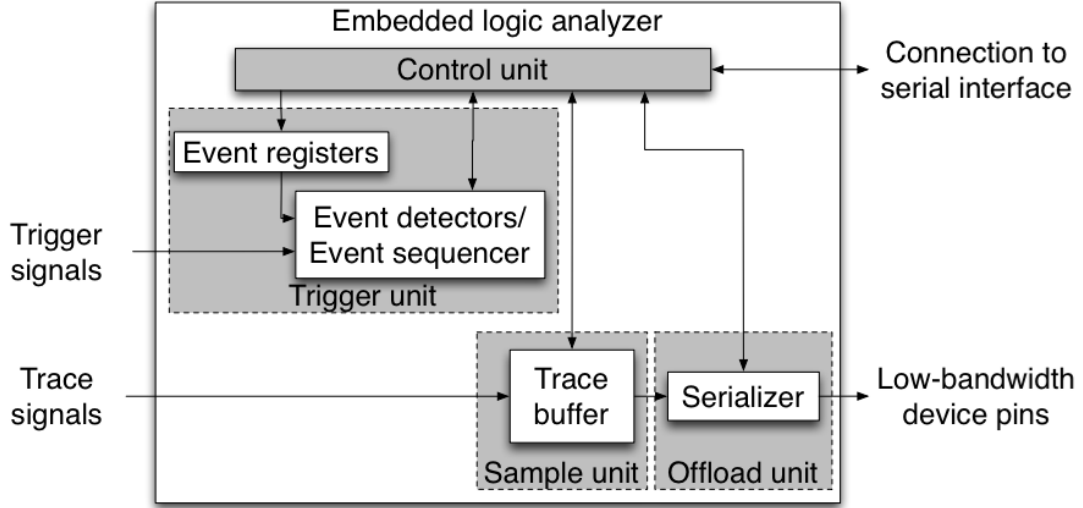 Embedded logic analyzer
Control unit
Connection to
serial interface
Event registers
Event detectors/
Event sequencer
Trigger
signals
Trigger unit
Trace
signals
Trace
buffer
Serializer
Low-bandwidth
device pins
Sample unit
Offload unit